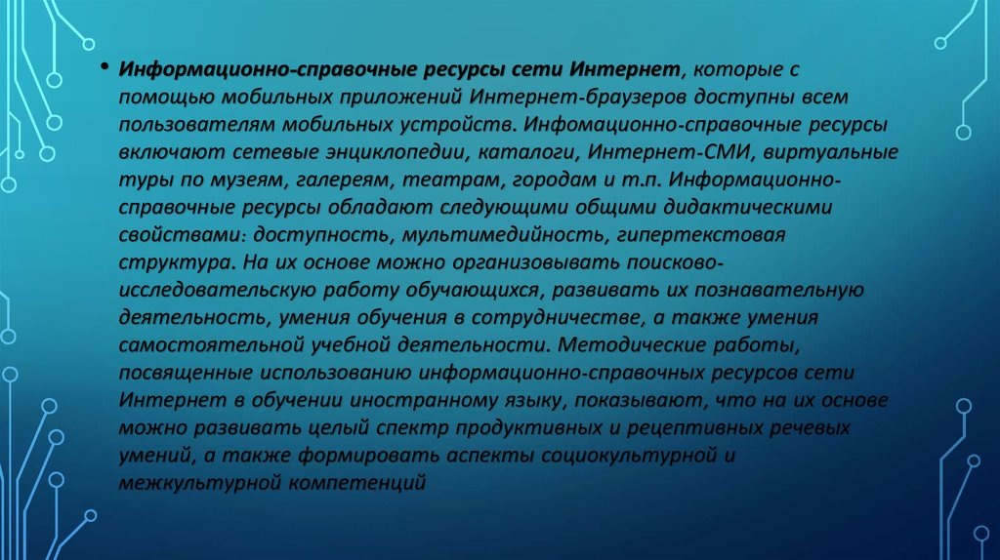 • Информационно-справочные ресурсы сети Интернет, которые с
помощью мобильных приложений Интернет-браузеров доступны всем
пользователям мобильных устройств. Инфомационно-справочные ресурсы
включают сетевые энциклопедии, каталоги, Интернет-СМИ, виртуальные
туры по музеям, галереям, театрам, городам и т.п. Информационно-
справочные ресурсы обладают следующими общими дидактическими
свойствами: доступность, мультимедийность, гипертекстовая
структура. На их основе можно организовывать поисково-
исследовательскую работу обучающихся, развивать их познавательную
деятельность, умения обучения в сотрудничестве, а также умения
самостоятельной учебной деятельности. Методические работы,
посвященные использованию информационно-справочных ресурсов сети
Интернет в обучении иностранному языку, показывают, что на их основе
можно развивать целый спектр продуктивных и рецептивных речевых
умений, а также формировать аспекты социокультурной и
межкультурной компетенций